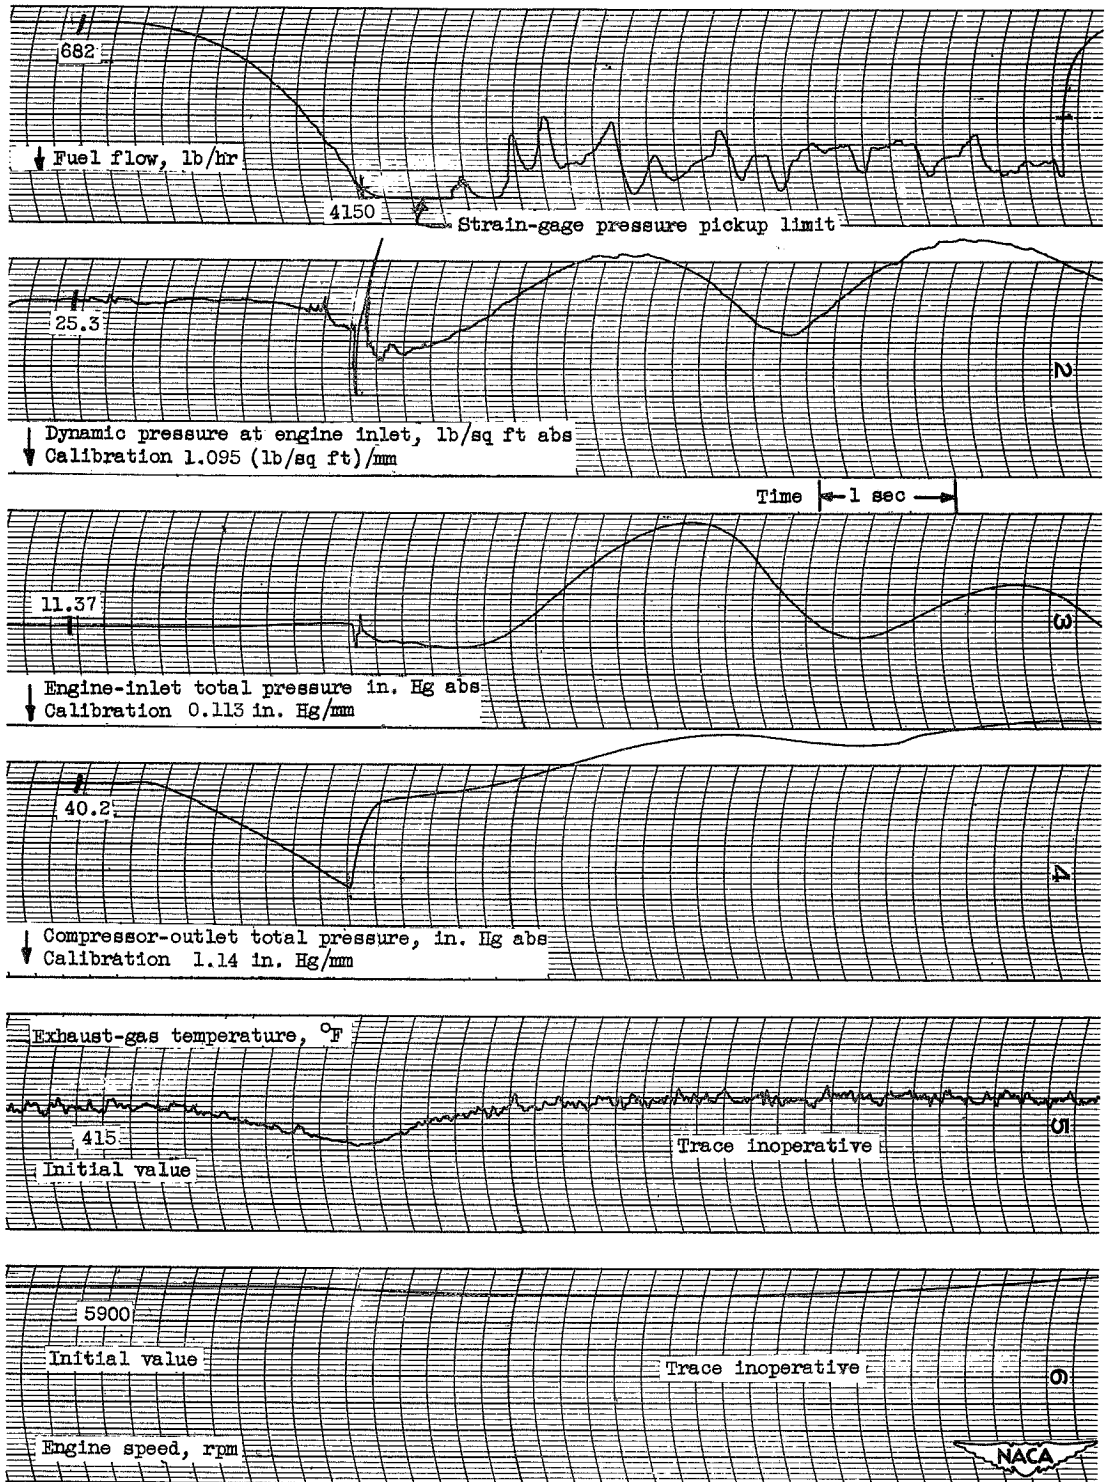 682
Fuel flow, lb/hr
1
4150
Strain-gage pressure pickup limit
25.3
2
Dynamic pressure at engine inlet, lb/sq ft abs
Calibration 1.095 (lb/sq ft)/mm
Time 1 sec
11.37
3
Engine-inlet total pressure in. Hg abs
Calibration 0.113 in. Hg/mm
40.2
4
Compressor-outlet total pressure, in. Hg abs
Calibration 1.14 in. Hg/mm
Exhaust-gas temperature, °F
415
5
Initial value
Trace inoperative
5900
Initial value
Trace inoperative
6
Engine speed, rpm
NACA